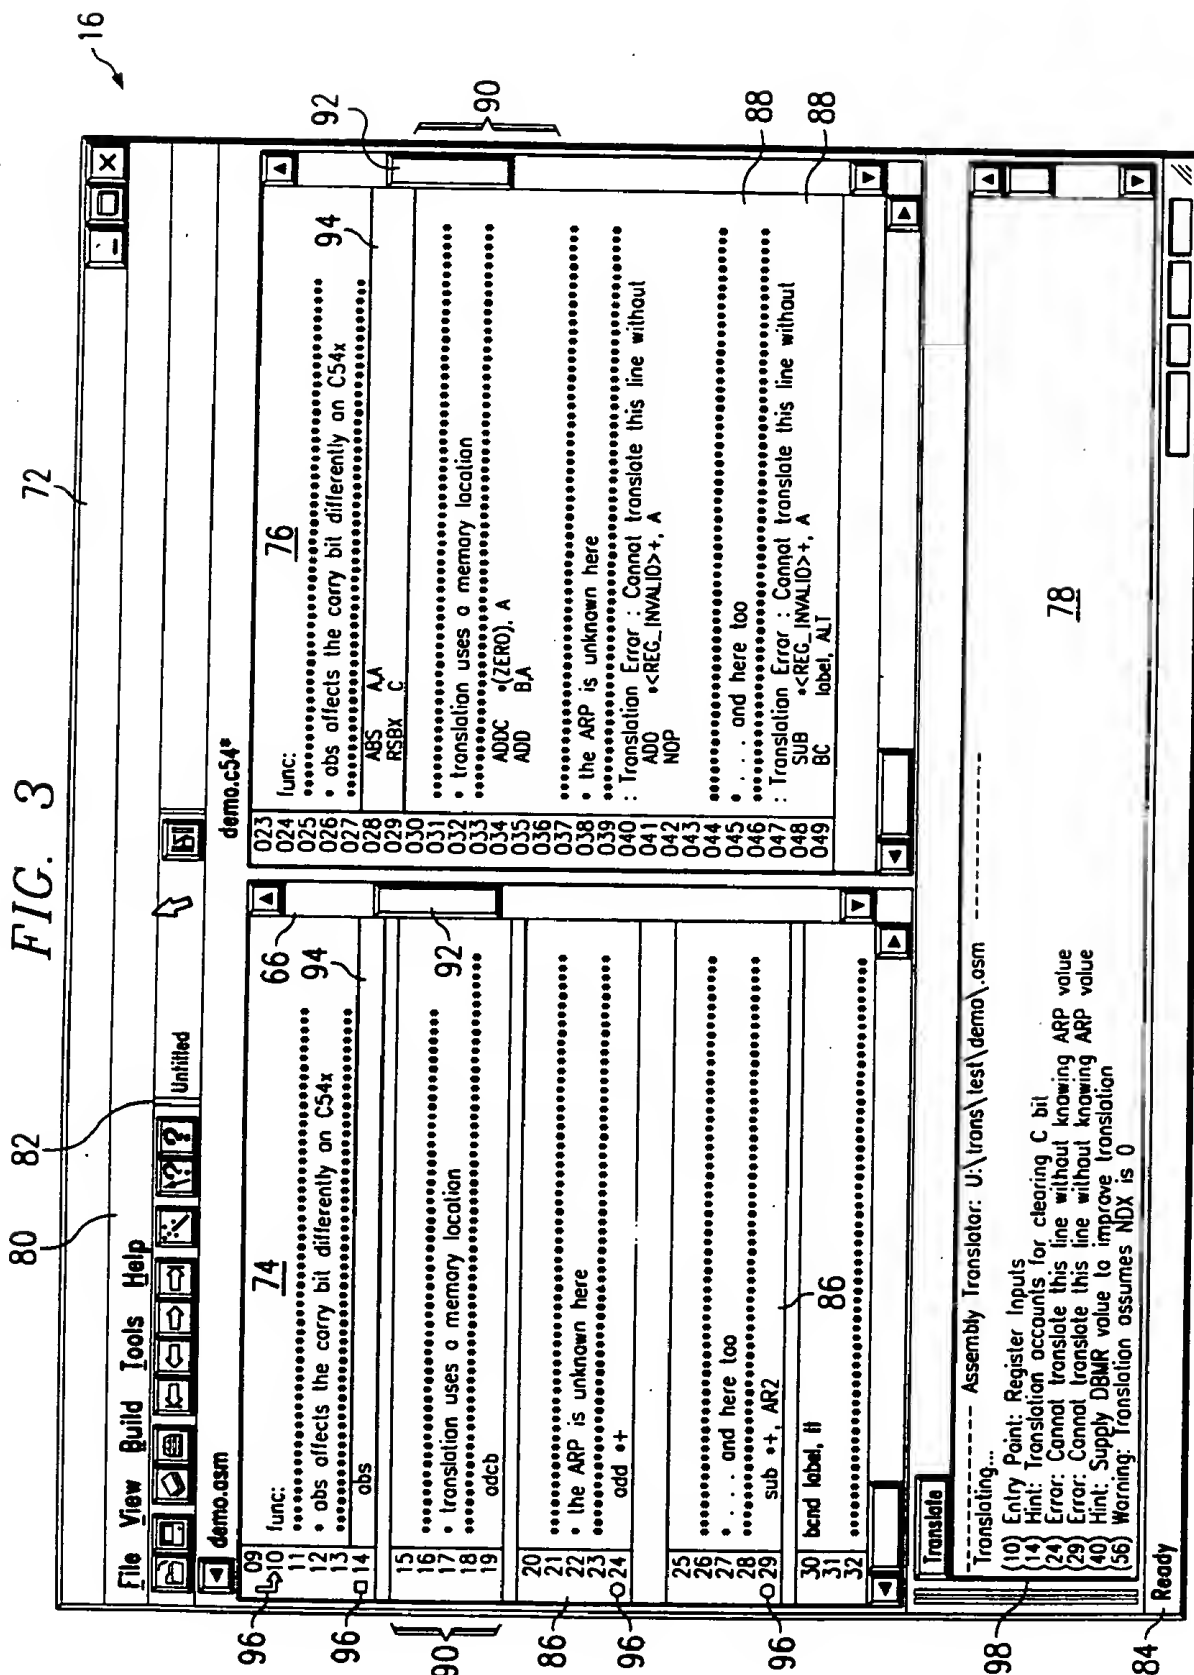 FIG. 3
16
72
80
82
File View Build Tools Help
Untitled
demo.asm
demo.c54*
74
66
94
92
09
10 func:
11 ************************************************
12 * abs affects the carry bit differently on C54x
13 ************************************************
14 abs
15
16 ************************************************
17 * translation uses a memory location
18 ************************************************
19 adcb
20
21 ************************************************
22 * the ARP is unknown here
23 ************************************************
24 add *+
25
26 ************************************************
27 * . . . and here too
28 ************************************************
29 sub *+, AR2
30 bcnd label, lt
31
32 ************************************************
96
96
90
86
96
96
86
76
94
92
90
88
88
023
024 func:
025 ************************************************
026 * abs affects the carry bit differently on C54x
027 ************************************************
028 ABS A,A
029 RSBX C
030
031 ************************************************
032 * translation uses a memory location
033 ************************************************
034 ADDC *(ZERO), A
035 ADD B,A
036
037 ************************************************
038 * the ARP is unknown here
039 ************************************************
040 : Translation Error : Cannot translate this line without
041 ADD *<REG_INVALID>+, A
042 NOP
043
044 ************************************************
045 * . . . and here too
046 ************************************************
047 : Translation Error : Cannot translate this line without
048 SUB *<REG_INVALID>+, A
049 BC label, ALT
Translate
---------- Assembly Translator: U:\trans\test\demo\.asm ----------
Translating...
(10) Entry Point: Register Inputs
(14) Hint: Translation accounts for clearing C bit
(24) Error: Cannot translate this line without knowing ARP value
(29) Error: Cannot translate this line without knowing ARP value
(40) Hint: Supply DBMR value to improve translation
(56) Warning: Translation assumes NDX is 0
78
98
84
Ready